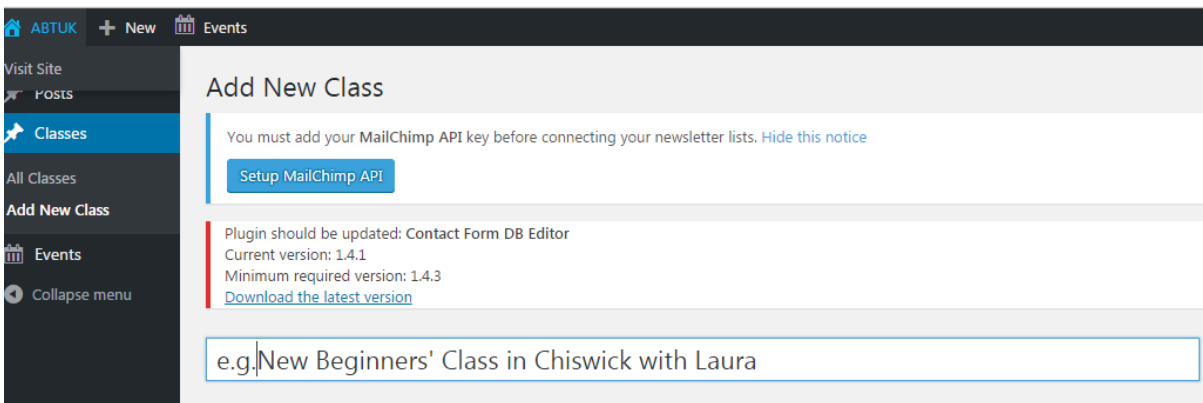 ABTUK New Events
Visit Site
Posts
Classes
All Classes
Add New Class
Events
Collapse menu
Add New Class
You must add your MailChimp API key before connecting your newsletter lists. Hide this notice
Setup MailChimp API
Plugin should be updated: Contact Form DB Editor
Current version: 1.4.1
Minimum required version: 1.4.3
Download the latest version
e.g.New Beginners' Class in Chiswick with Laura